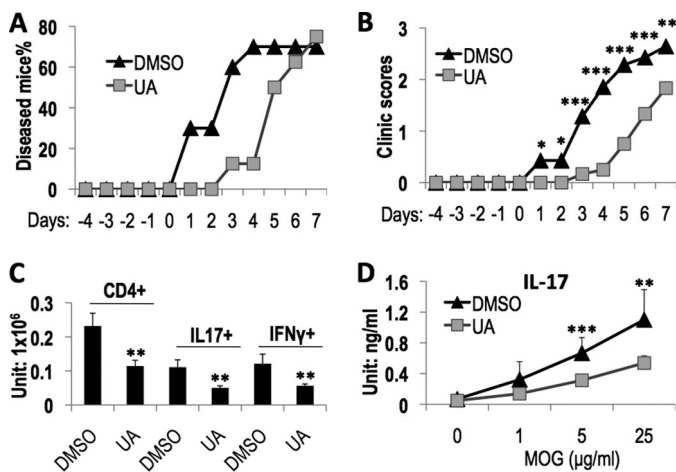 A
Diseased mice%
80
60
40
20
0
DMSO
UA
Days: -4 -3 -2 -1 0 1 2 3 4 5 6 7
B
Clinic scores
3
2
1
0
DMSO
UA
* * *** *** *** *** **
Days: -4 -3 -2 -1 0 1 2 3 4 5 6 7
C
Unit: 1x10⁶
0.3
0.2
0.1
0
CD4+
IL17+
IFNγ+
** ** **
DMSO UA DMSO UA DMSO UA
D
IL-17
Unit: ng/ml
1.6
1.2
0.8
0.4
0
DMSO
UA
*** **
0 1 5 25
MOG (µg/ml)